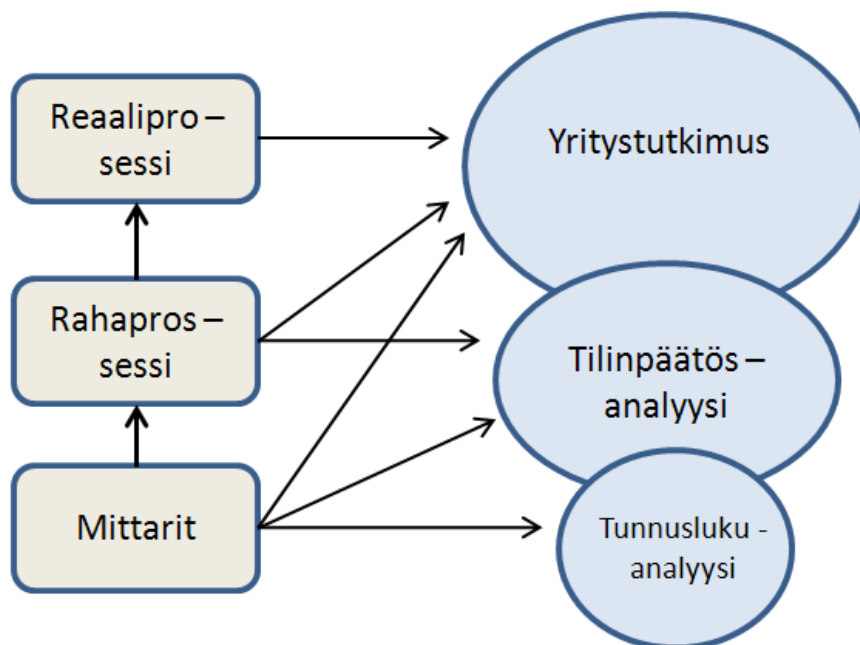 Reaalipro –
sessi
Yritystutkimus
Rahapros –
sessi
Tilinpäätös –
analyysi
Mittarit
Tunnusluku -
analyysi